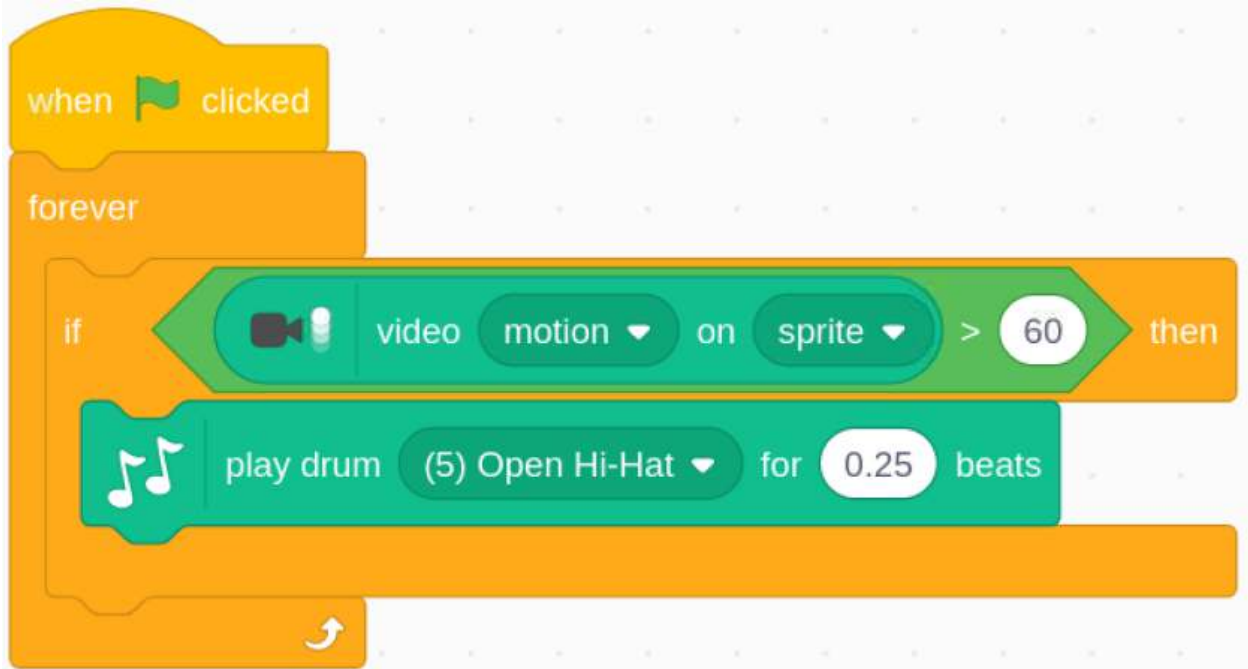 when clicked
forever
if video motion on sprite > 60 then
play drum (5) Open Hi-Hat for 0.25 beats